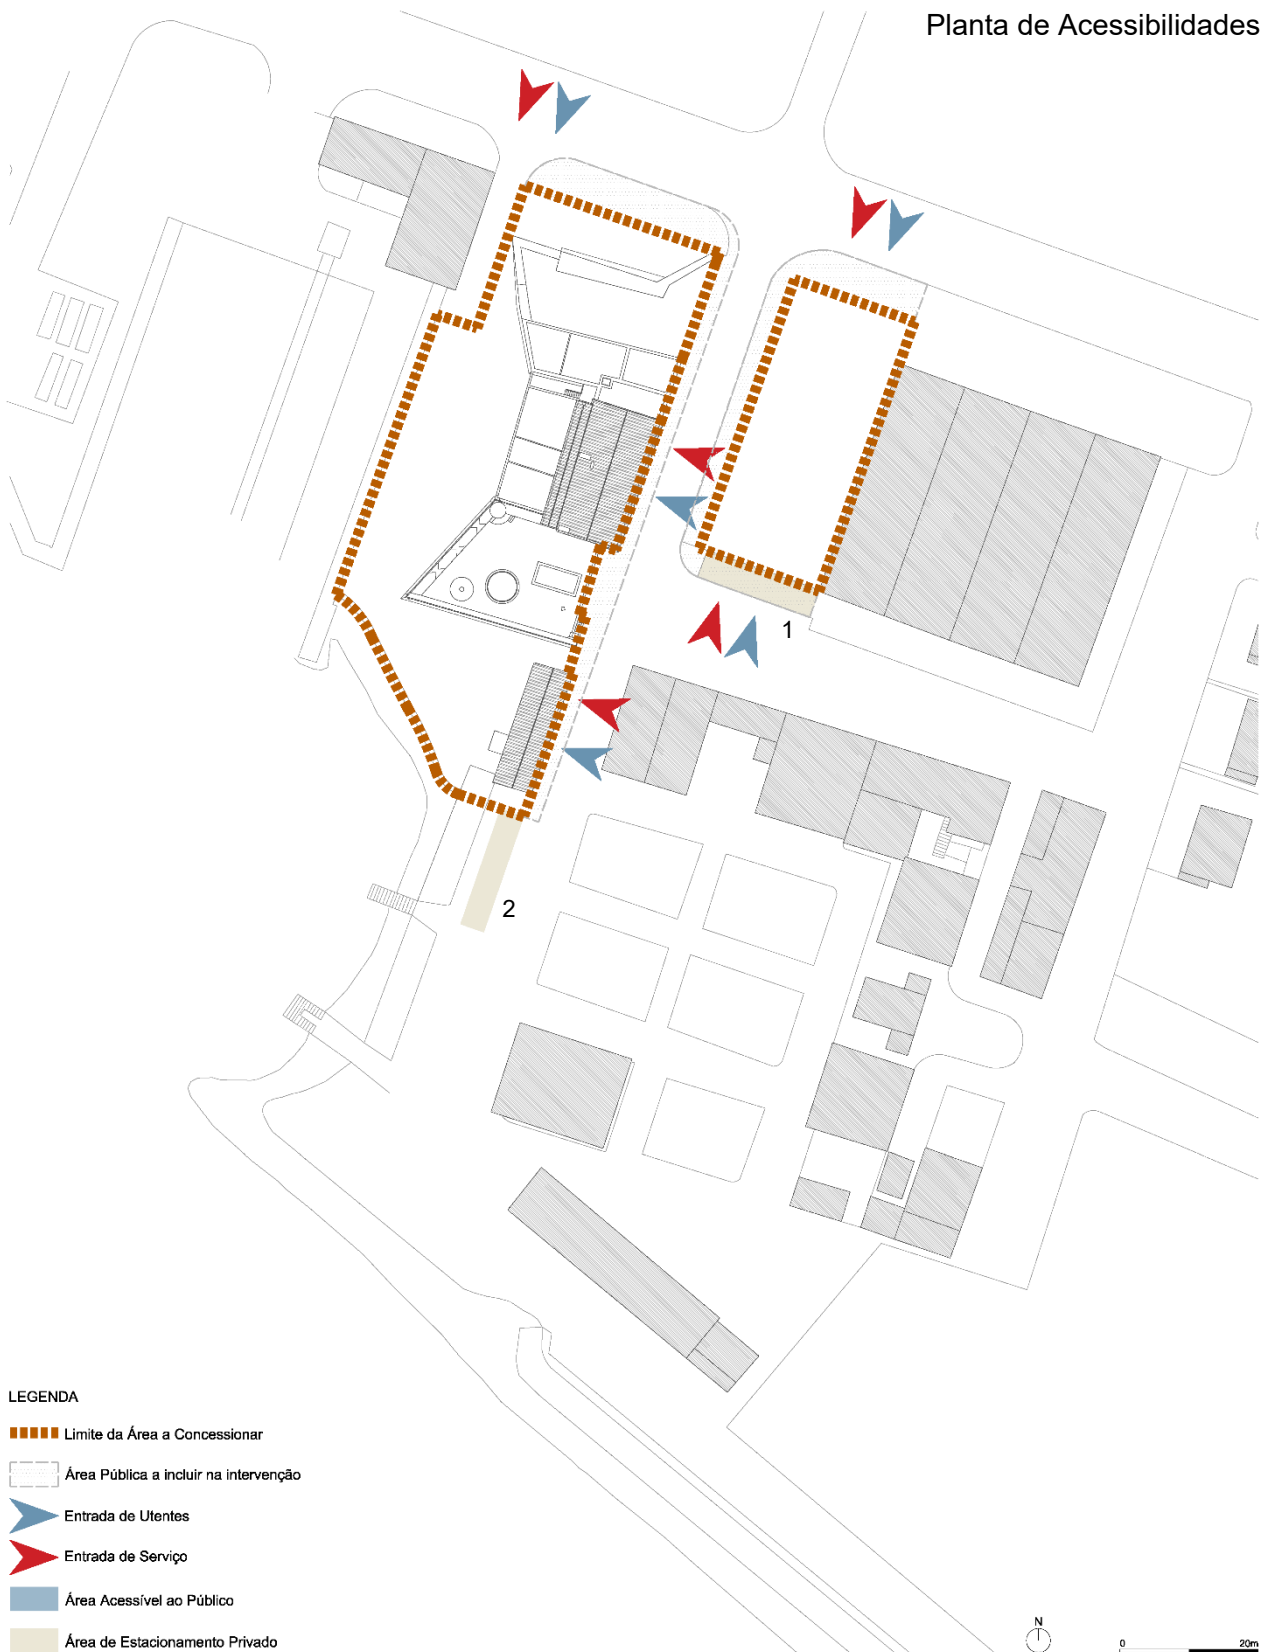 Planta de Acessibilidades
1
2
LEGENDA
Limite da Área a Concessionar
Área Pública a incluir na intervenção
Entrada de Utentes
Entrada de Serviço
Área Acessível ao Público
Área de Estacionamento Privado
N
0 20m